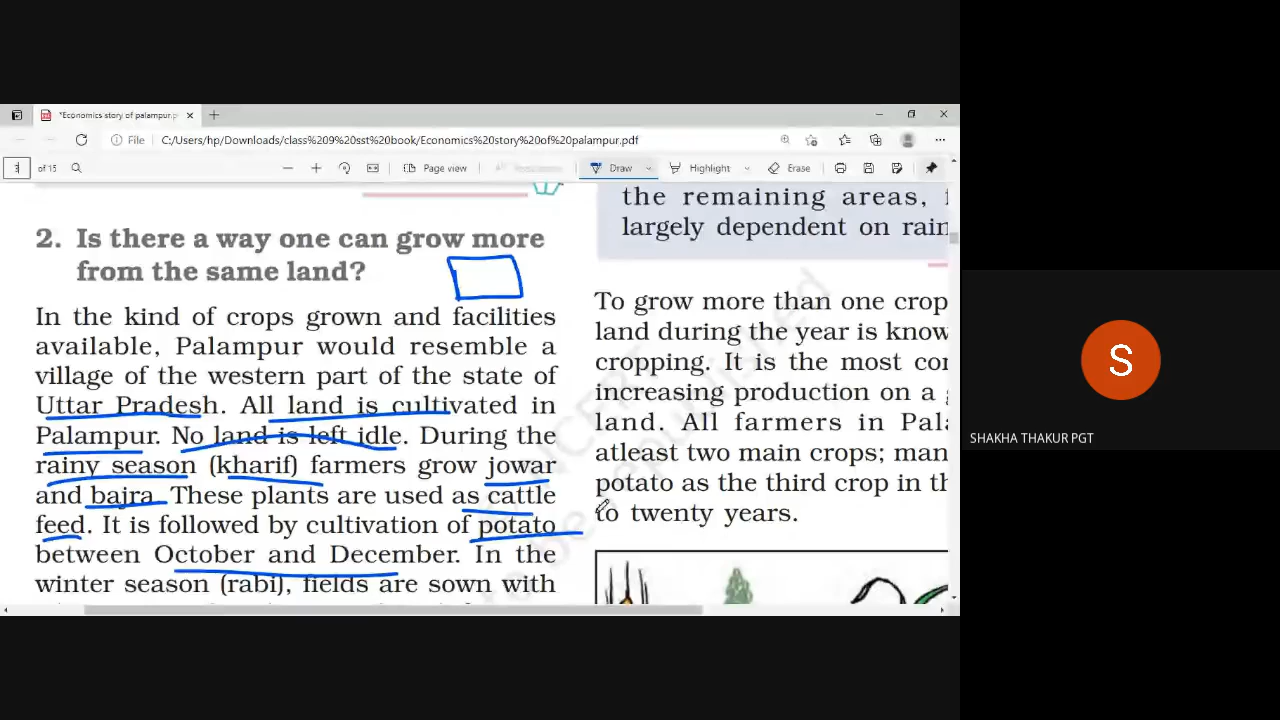 *Economics story of palampur.p
File
C:/Users/hp/Downloads/class%209%20sst%20book/Economics%20story%20of%20palampur.pdf
3
of 15
Page view
Draw
Highlight
Erase
2. Is there a way one can grow more
from the same land?
In the kind of crops grown and facilities
available, Palampur would resemble a
village of the western part of the state of
Uttar Pradesh. All land is cultivated in
Palampur. No land is left idle. During the
rainy season (kharif) farmers grow jowar
and bajra. These plants are used as cattle
feed. It is followed by cultivation of potato
between October and December. In the
winter season (rabi), fields are sown with
the remaining areas, f
largely dependent on rain
To grow more than one crop
land during the year is know
cropping. It is the most co
increasing production on a
land. All farmers in Pala
atleast two main crops; man
potato as the third crop in th
to twenty years.
S
SHAKHA THAKUR PGT